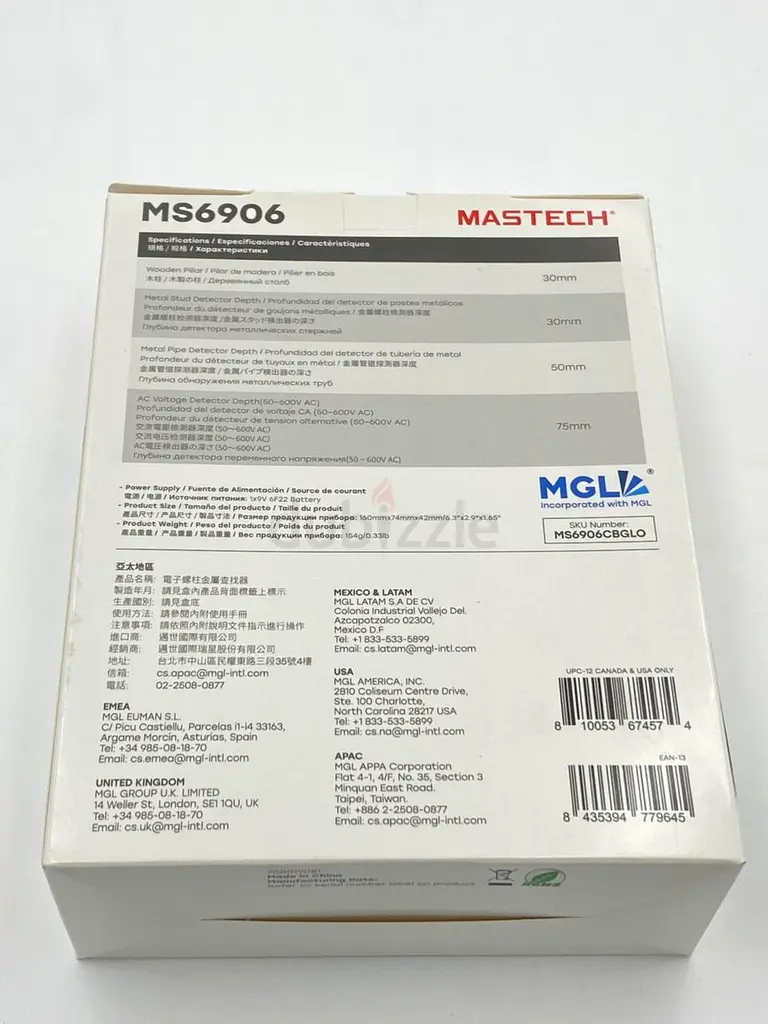 MS6906
MASTECH®
Specifications / Especificaciones / Caractéristiques
規格 / 规格 / Характеристики
Wooden Pillar / Pilar de madera / Pilier en bois
木柱 / 木製の柱 / Деревянный столб
30mm
Metal Stud Detector Depth / Profundidad del detector de postes metálicos
Profondeur du détecteur de goujons métalliques / 金屬螺柱檢測器深度
金属螺柱检测器深度 / 金属スタッド検出器の深さ
Глубина детектора металлических стержней
30mm
Metal Pipe Detector Depth / Profundidad del detector de tubería de metal
Profondeur du détecteur de tuyaux en métal / 金屬管道探測器深度
金属管道探测器深度 / 金属パイプ検出器の深さ
Глубина обнаружения металлических труб
50mm
AC Voltage Detector Depth(50~600V AC)
Profundidad del detector de voltaje CA (50~600V AC)
Profondeur du détecteur de tension alternative (50~600V AC)
交流電壓檢測器深度(50~600V AC)
交流电压检测器深度(50~600V AC)
AC電圧検出器の深さ(50~600V AC)
Глубина детектора переменного напряжения(50~600V AC)
75mm
- Power Supply / Fuente de Alimentación / Source de courant
電源 / 电源 / Источник питания: 1x9V 6F22 Battery
- Product Size / Tamaño del producto / Taille du produit
產品尺寸 / 产品尺寸 / 製品寸法 / Размер продукции прибора: 160mmx74mmx42mm/6.3"x2.9"x1.65"
- Product Weight / Peso del producto / Poids du produit
產品重量 / 产品重量 / 製品重量 / Вес продукции прибора: 154g/0.33lb
MGL®
Incorporated with MGL
SKU Number:
MS6906CBGLO
dubizzle
亞太地區
產品名稱: 電子螺柱金屬查找器
製造年月: 請見盒內產品背面標籤上標示
生產國別: 請見盒底
使用方法: 請參閱內附使用手冊
注意事項: 請依照內附說明文件指示進行操作
進口商: 邁世國際有限公司
經銷商: 邁世國際瑞星股份有限公司
地址: 台北市中山區民權東路三段35號4樓
信箱: cs.apac@mgl-intl.com
電話: 02-2508-0877
EMEA
MGL EUMAN S.L.
C/ Picu Castiellu, Parcelas i1-i4 33163,
Argame Morcín, Asturias, Spain
Tel: +34 985-08-18-70
Email: cs.emea@mgl-intl.com
UNITED KINGDOM
MGL GROUP U.K. LIMITED
14 Weller St, London, SE1 1QU, UK
Tel: +34 985-08-18-70
Email: cs.uk@mgl-intl.com
MEXICO & LATAM
MGL LATAM S.A DE CV
Colonia Industrial Vallejo Del.
Azcapotzalco 02300,
Mexico D.F
Tel: +1 833-533-5899
Email: cs.latam@mgl-intl.com
USA
MGL AMERICA, INC.
2810 Coliseum Centre Drive,
Ste. 100 Charlotte,
North Carolina 28217 USA
Tel: +1 833-533-5899
Email: cs.na@mgl-intl.com
APAC
MGL APPA Corporation
Flat 4-1, 4/F, No. 35, Section 3
Minquan East Road.
Taipei, Taiwan.
Tel: +886 2-2508-0877
Email: cs.apac@mgl-intl.com
UPC-12 CANADA & USA ONLY
8 10053 67457 4
EAN-13
8 435394 779645
Made in China
Manufacturing Date:
Refer to serial number label on product
RoHS